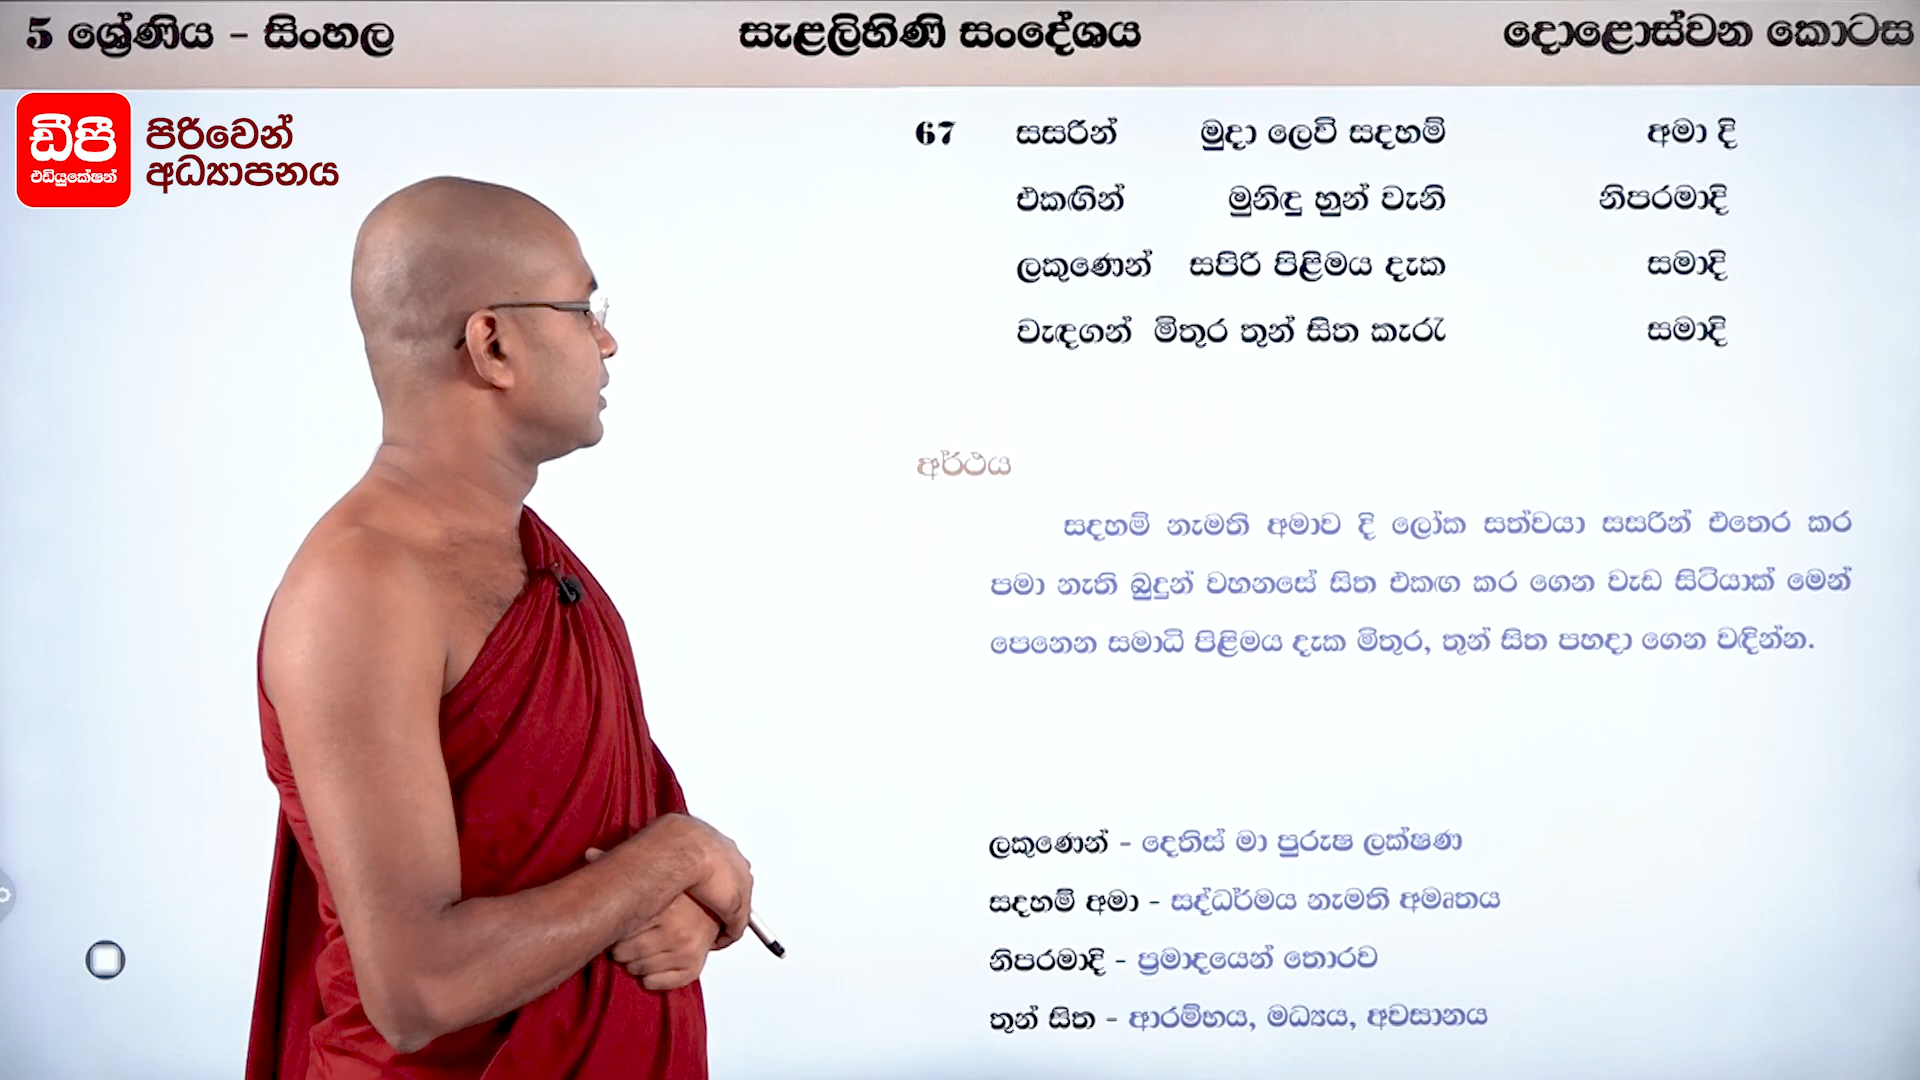 5 ශ්‍රේණිය - සිංහල
සැළලිහිණි සංදේශය
දොළොස්වන කොටස
ඩීපී
එඩියුකේෂන්
පිරිවෙන්
අධ්‍යාපනය
67 සසරින් මුදා ලෙවි සදහම් අමා දි
එකඟින් මුනිඳු හුන් වැනි නිපරමාදි
ලකුණෙන් සපිරි පිළිමය දැක සමාදි
වැඳගන් මිතුර තුන් සිත කැරැ සමාදි
අර්ථය
සදහම් නැමති අමාව දි ලෝක සත්වයා සසරින් එතෙර කර
පමා නැති බුදුන් වහනසේ සිත එකඟ කර ගෙන වැඩ සිටියාක් මෙන්
පෙනෙන සමාධි පිළිමය දැක මිතුර, තුන් සිත පහදා ගෙන වඳින්න.
ලකුණෙන් - දෙතිස් මා පුරුෂ ලක්ෂණ
සදහම් අමා - සද්ධර්මය නැමති අමෘතය
නිපරමාදි - ප්‍රමාදයෙන් තොරව
තුන් සිත - ආරම්භය, මධ්‍යය, අවසානය